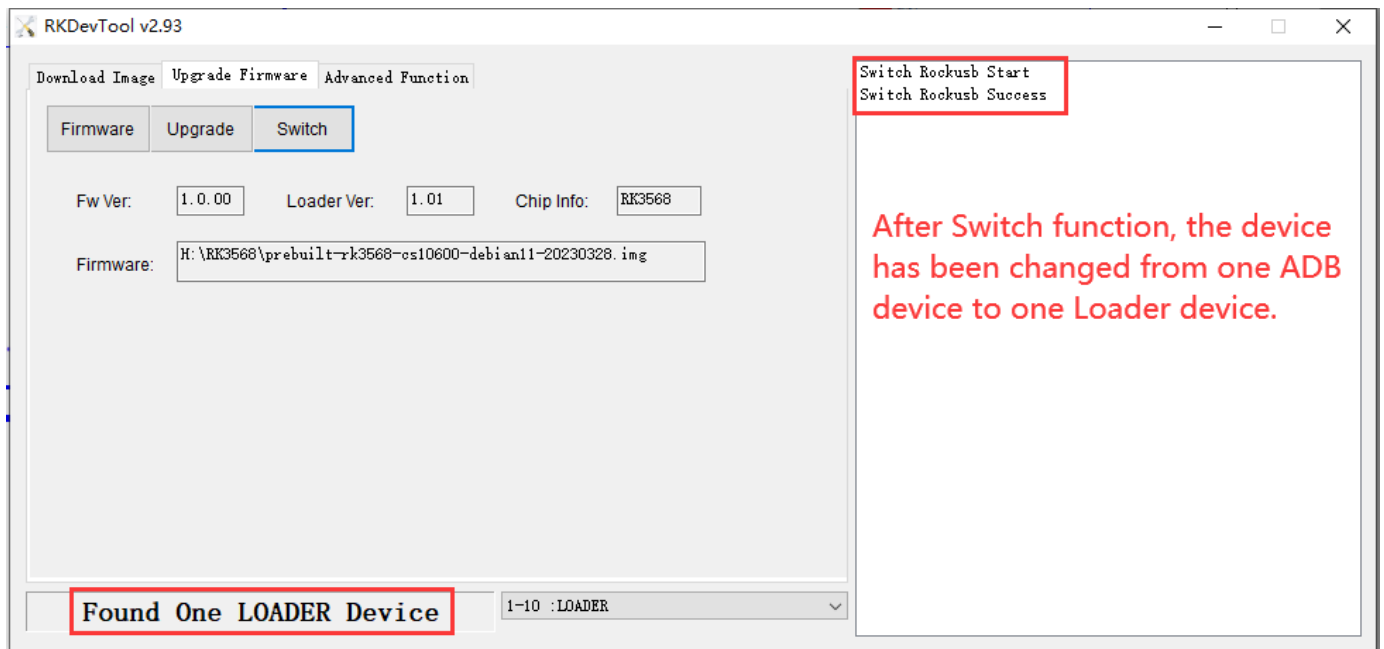 RKDevTool v2.93
Download Image Upgrade Firmware Advanced Function
Firmware Upgrade Switch
Fw Ver: 1.0.00 Loader Ver: 1.01 Chip Info: RK3568
Firmware: H:\RK3568\prebuilt-rk3568-cs10600-debian11-20230328.img
Found One LOADER Device
1-10 :LOADER
Switch Rockusb Start
Switch Rockusb Success
After Switch function, the device
has been changed from one ADB
device to one Loader device.